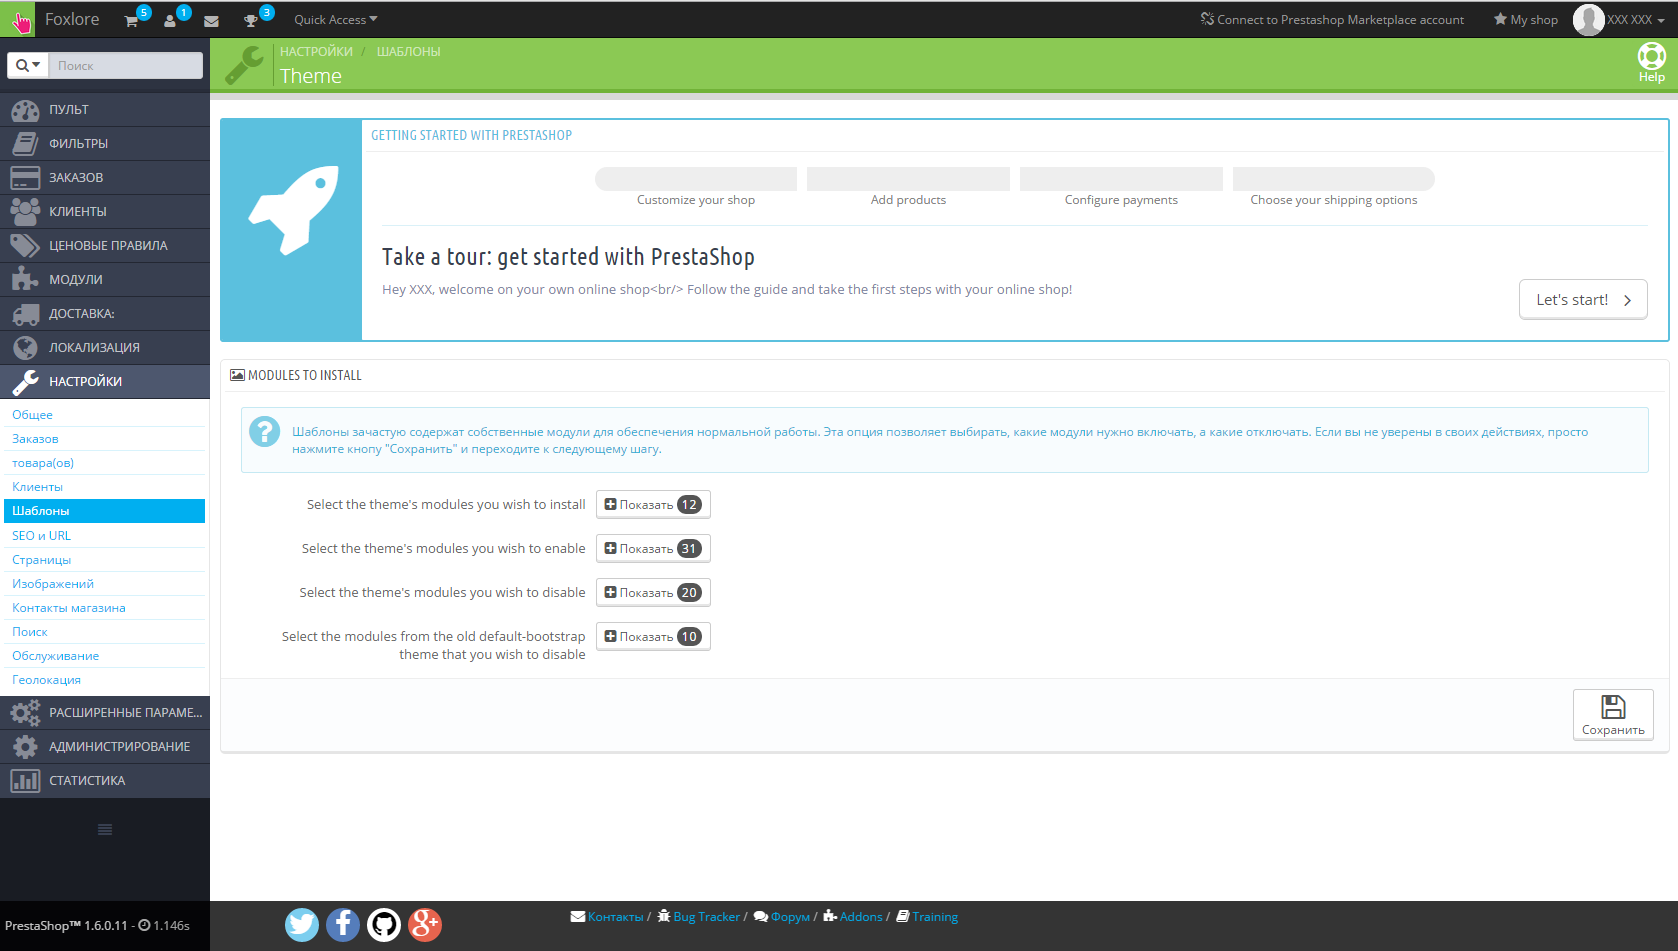 Foxlore 5 1 3 Quick Access Connect to Prestashop Marketplace account My shop XXX XXX
Поиск
НАСТРОЙКИ / ШАБЛОНЫ
Theme
Help
ПУЛЬТ
ФИЛЬТРЫ
ЗАКАЗОВ
КЛИЕНТЫ
ЦЕНОВЫЕ ПРАВИЛА
МОДУЛИ
ДОСТАВКА:
ЛОКАЛИЗАЦИЯ
НАСТРОЙКИ
Общее
Заказов
товара(ов)
Клиенты
Шаблоны
SEO и URL
Страницы
Изображений
Контакты магазина
Поиск
Обслуживание
Геолокация
РАСШИРЕННЫЕ ПАРАМЕ...
АДМИНИСТРИРОВАНИЕ
СТАТИСТИКА
GETTING STARTED WITH PRESTASHOP
Customize your shop Add products Configure payments Choose your shipping options
Take a tour: get started with PrestaShop
Hey XXX, welcome on your own online shop<br/> Follow the guide and take the first steps with your online shop!
Let's start!
MODULES TO INSTALL
Шаблоны зачастую содержат собственные модули для обеспечения нормальной работы. Эта опция позволяет выбирать, какие модули нужно включать, а какие отключать. Если вы не уверены в своих действиях, просто
нажмите кнопу "Сохранить" и переходите к следующему шагу.
Select the theme's modules you wish to install Показать 12
Select the theme's modules you wish to enable Показать 31
Select the theme's modules you wish to disable Показать 20
Select the modules from the old default-bootstrap Показать 10
theme that you wish to disable
Сохранить
PrestaShop™ 1.6.0.11 - 1.146s
Контакты / Bug Tracker / Форум / Addons / Training